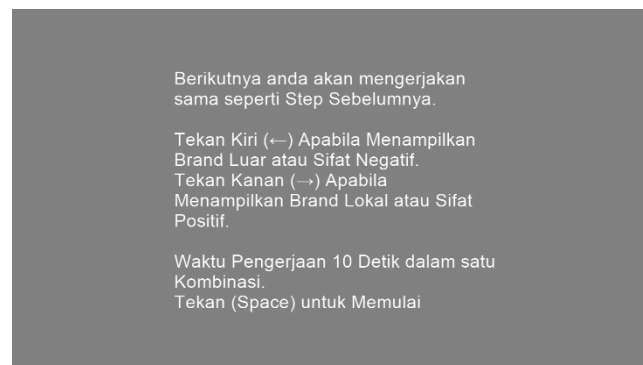 Berikutnya anda akan mengerjakan
sama seperti Step Sebelumnya.
Tekan Kiri (←) Apabila Menampilkan
Brand Luar atau Sifat Negatif.
Tekan Kanan (→) Apabila
Menampilkan Brand Lokal atau Sifat
Positif.
Waktu Pengerjaan 10 Detik dalam satu
Kombinasi.
Tekan (Space) untuk Memulai